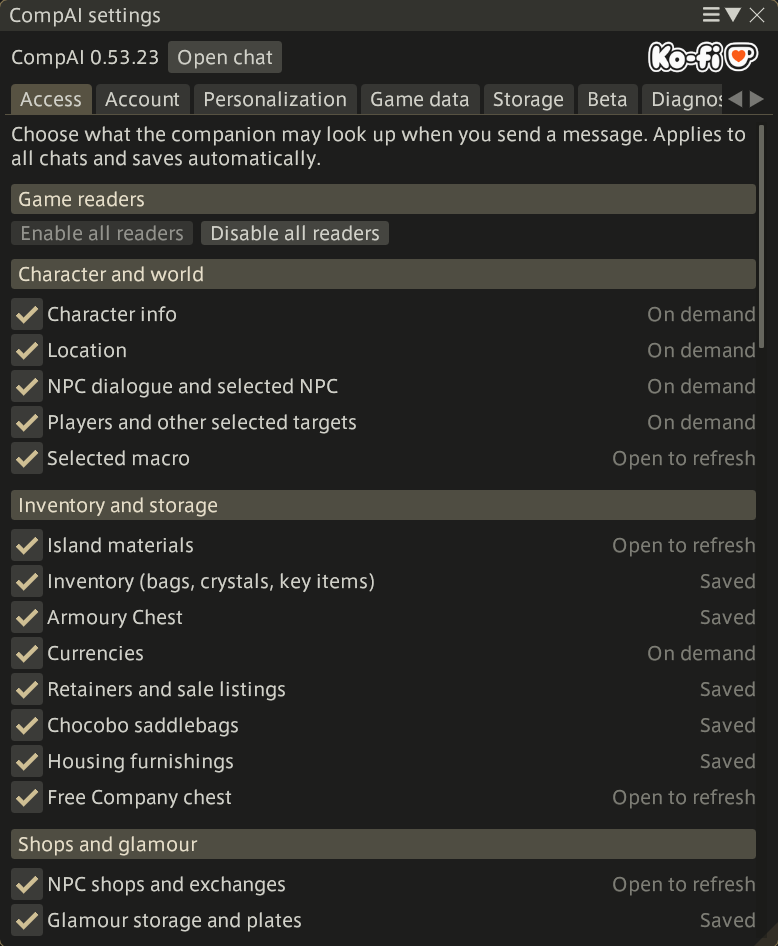 CompAI settings
CompAI 0.53.23 Open chat Ko-fi
Access Account Personalization Game data Storage Beta Diagnos
Choose what the companion may look up when you send a message. Applies to
all chats and saves automatically.
Game readers
Enable all readers Disable all readers
Character and world
Character info On demand
Location On demand
NPC dialogue and selected NPC On demand
Players and other selected targets On demand
Selected macro Open to refresh
Inventory and storage
Island materials Open to refresh
Inventory (bags, crystals, key items) Saved
Armoury Chest Saved
Currencies On demand
Retainers and sale listings Saved
Chocobo saddlebags Saved
Housing furnishings Saved
Free Company chest Open to refresh
Shops and glamour
NPC shops and exchanges Open to refresh
Glamour storage and plates Saved